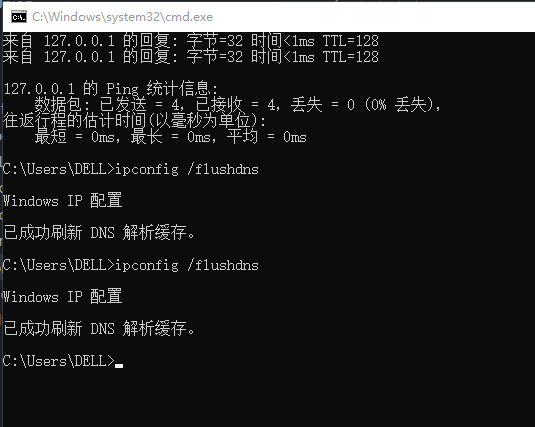 C:\Windows\system32\cmd.exe
来自 127.0.0.1 的回复: 字节=32 时间<1ms TTL=128
来自 127.0.0.1 的回复: 字节=32 时间<1ms TTL=128
127.0.0.1 的 Ping 统计信息:
数据包: 已发送 = 4, 已接收 = 4, 丢失 = 0 (0% 丢失),
往返行程的估计时间(以毫秒为单位):
最短 = 0ms, 最长 = 0ms, 平均 = 0ms
C:\Users\DELL>ipconfig /flushdns
Windows IP 配置
已成功刷新 DNS 解析缓存。
C:\Users\DELL>ipconfig /flushdns
Windows IP 配置
已成功刷新 DNS 解析缓存。
C:\Users\DELL>